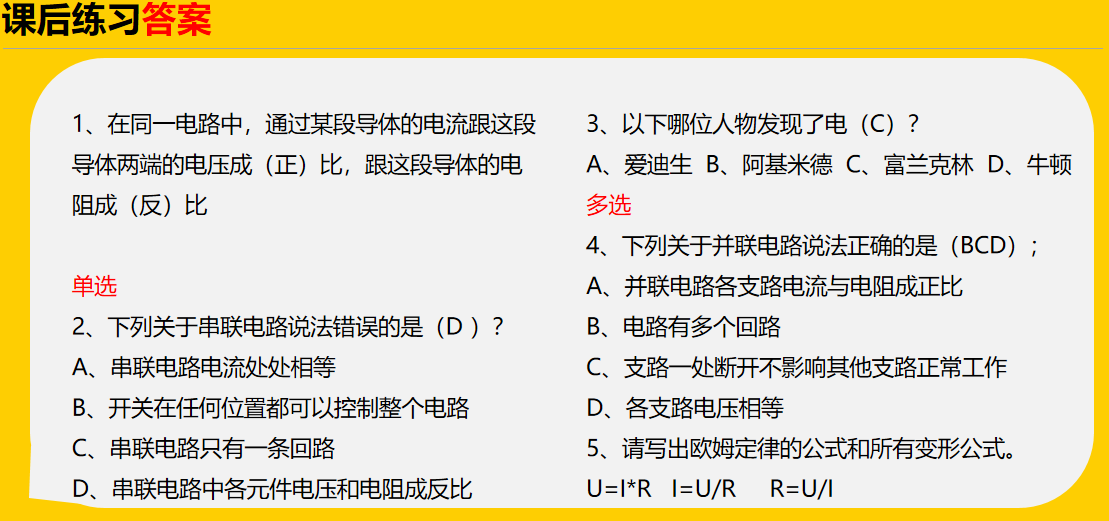 课后练习答案
1、在同一电路中，通过某段导体的电流跟这段
导体两端的电压成（正）比，跟这段导体的电
阻成（反）比
单选
2、下列关于串联电路说法错误的是（D ）？
A、串联电路电流处处相等
B、开关在任何位置都可以控制整个电路
C、串联电路只有一条回路
D、串联电路中各元件电压和电阻成反比
3、以下哪位人物发现了电（C）？
A、爱迪生 B、阿基米德 C、富兰克林 D、牛顿
多选
4、下列关于并联电路说法正确的是（BCD）；
A、并联电路各支路电流与电阻成正比
B、电路有多个回路
C、支路一处断开不影响其他支路正常工作
D、各支路电压相等
5、请写出欧姆定律的公式和所有变形公式。
U=I*R I=U/R R=U/I